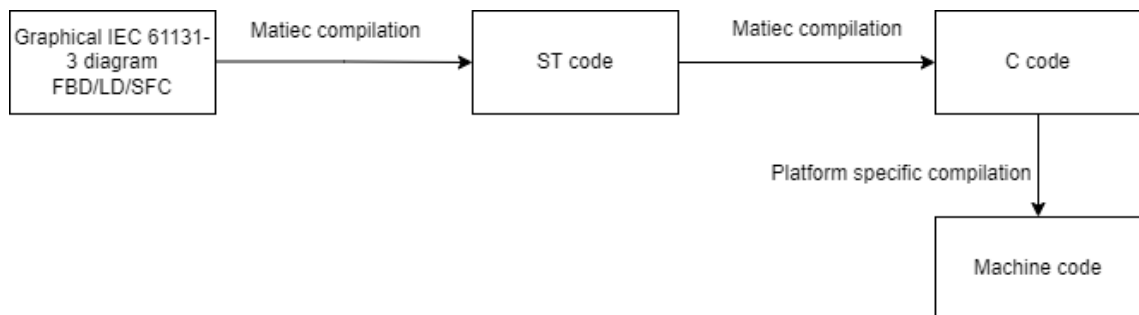 Graphical IEC 61131-
3 diagram
FBD/LD/SFC
Matiec compilation
ST code
Matiec compilation
C code
Platform specific compilation
Machine code